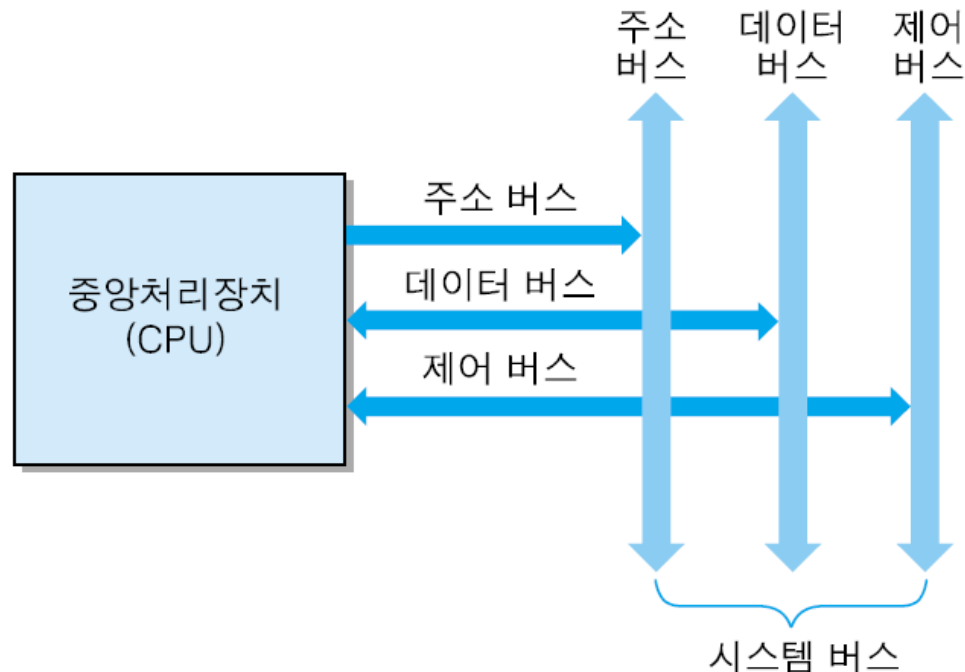 주소
버스
데이터
버스
제어
버스
주소 버스
데이터 버스
제어 버스
중앙처리장치
(CPU)
시스템 버스